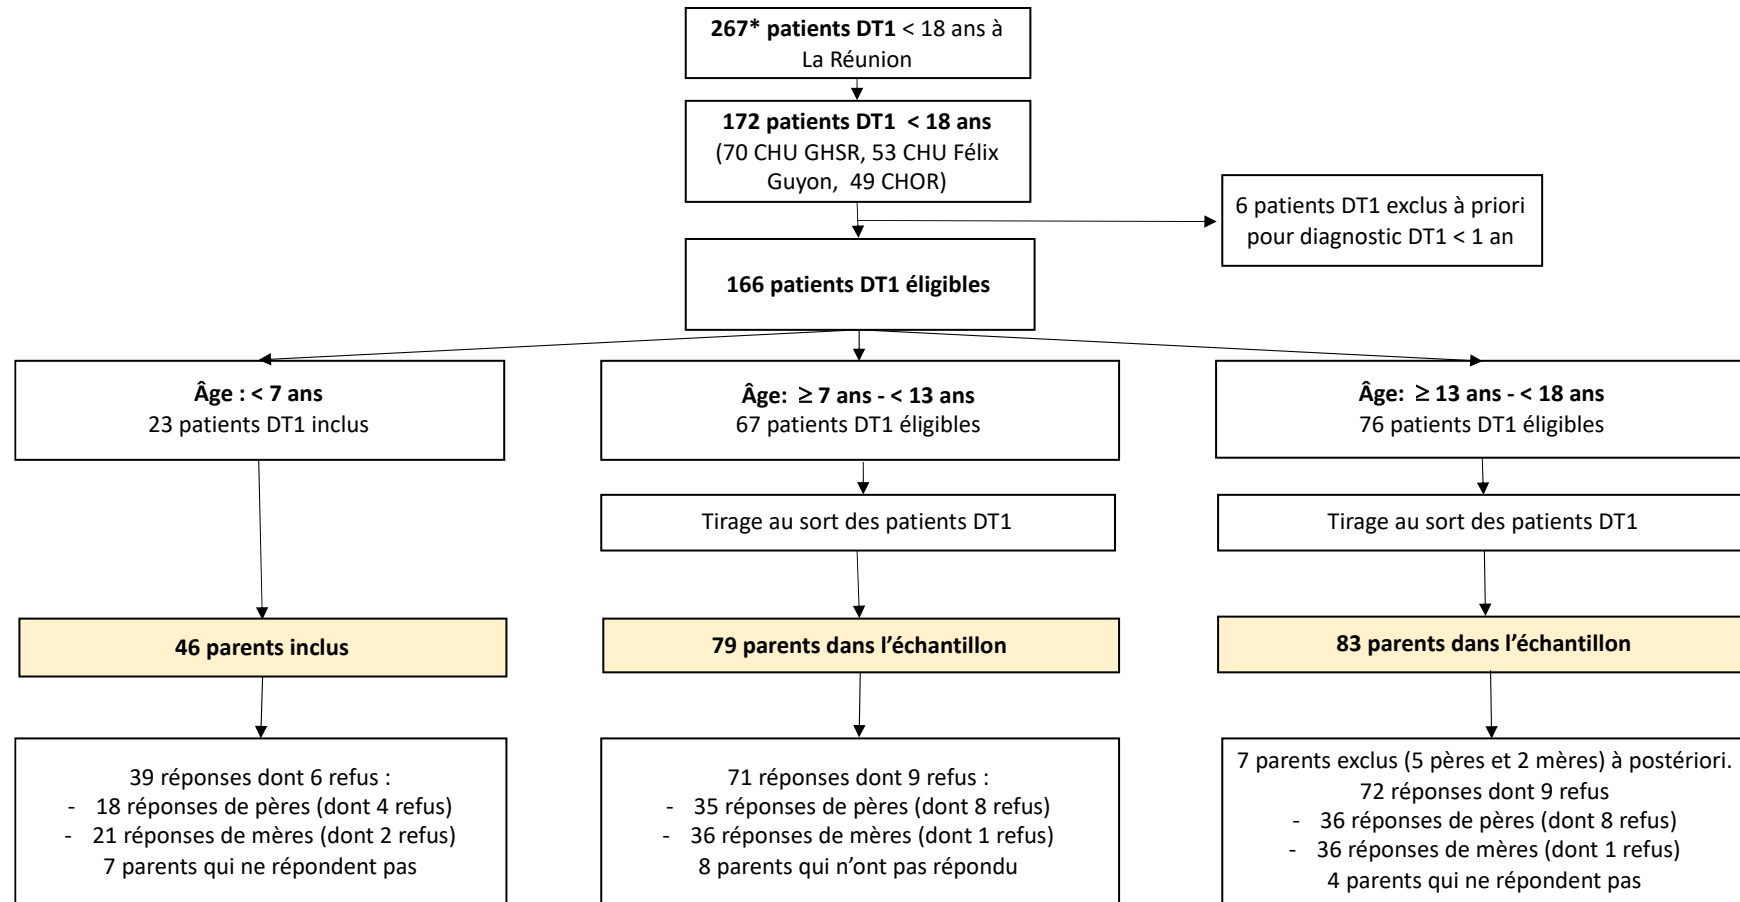 267* patients DT1 < 18 ans à
La Réunion
172 patients DT1 < 18 ans
(70 CHU GHSR, 53 CHU Félix
Guyon, 49 CHOR)
6 patients DT1 exclus à priori
pour diagnostic DT1 < 1 an
166 patients DT1 éligibles
Âge : < 7 ans
23 patients DT1 inclus
Âge: ≥ 7 ans - < 13 ans
67 patients DT1 éligibles
Âge: ≥ 13 ans - < 18 ans
76 patients DT1 éligibles
Tirage au sort des patients DT1
Tirage au sort des patients DT1
46 parents inclus
79 parents dans l’échantillon
83 parents dans l’échantillon
39 réponses dont 6 refus :
- 18 réponses de pères (dont 4 refus)
- 21 réponses de mères (dont 2 refus)
7 parents qui ne répondent pas
71 réponses dont 9 refus :
- 35 réponses de pères (dont 8 refus)
- 36 réponses de mères (dont 1 refus)
8 parents qui n’ont pas répondu
7 parents exclus (5 pères et 2 mères) à postériori.
72 réponses dont 9 refus
- 36 réponses de pères (dont 8 refus)
- 36 réponses de mères (dont 1 refus)
4 parents qui ne répondent pas